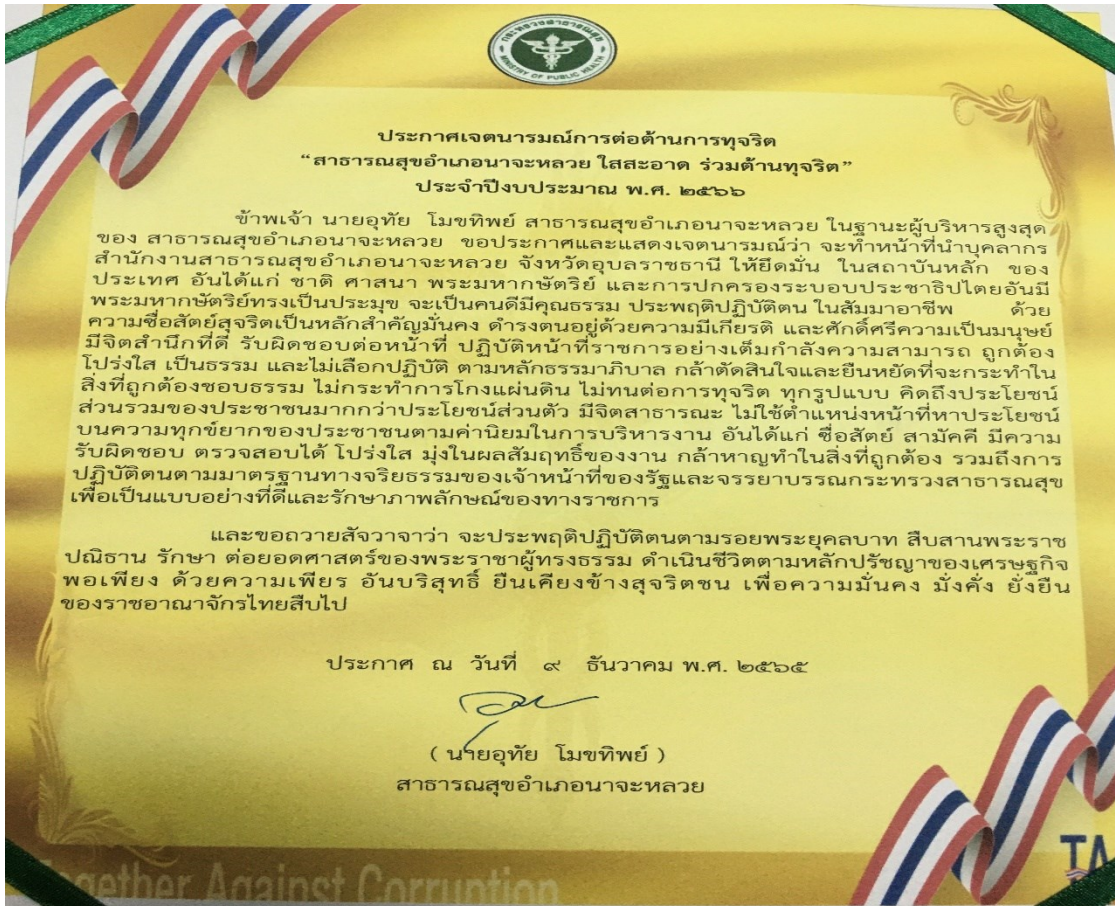 กระทรวงสาธารณสุข
MINISTRY OF PUBLIC HEALTH
ประกาศเจตนารมณ์การต่อต้านการทุจริต
“สาธารณสุขอำเภอนาจะหลวย ใสสะอาด ร่วมต้านทุจริต”
ประจำปีงบประมาณ พ.ศ. ๒๕๖๖
ข้าพเจ้า นายอุทัย โมขทิพย์ สาธารณสุขอำเภอนาจะหลวย ในฐานะผู้บริหารสูงสุด
ของ สาธารณสุขอำเภอนาจะหลวย ขอประกาศและแสดงเจตนารมณ์ว่า จะทำหน้าที่นำบุคลากร
สำนักงานสาธารณสุขอำเภอนาจะหลวย จังหวัดอุบลราชธานี ให้ยึดมั่น ในสถาบันหลัก ของ
ประเทศ อันได้แก่ ชาติ ศาสนา พระมหากษัตริย์ และการปกครองระบอบประชาธิปไตยอันมี
พระมหากษัตริย์ทรงเป็นประมุข จะเป็นคนดีมีคุณธรรม ประพฤติปฏิบัติตน ในสัมมาอาชีพ ด้วย
ความซื่อสัตย์สุจริตเป็นหลักสำคัญมั่นคง ดำรงตนอยู่ด้วยความมีเกียรติ และศักดิ์ศรีความเป็นมนุษย์
มีจิตสำนึกที่ดี รับผิดชอบต่อหน้าที่ ปฏิบัติหน้าที่ราชการอย่างเต็มกำลังความสามารถ ถูกต้อง
โปร่งใส เป็นธรรม และไม่เลือกปฏิบัติ ตามหลักธรรมาภิบาล กล้าตัดสินใจและยืนหยัดที่จะกระทำใน
สิ่งที่ถูกต้องชอบธรรม ไม่กระทำการโกงแผ่นดิน ไม่ทนต่อการทุจริต ทุกรูปแบบ คิดถึงประโยชน์
ส่วนรวมของประชาชนมากกว่าประโยชน์ส่วนตัว มีจิตสาธารณะ ไม่ใช้ตำแหน่งหน้าที่หาประโยชน์
บนความทุกข์ยากของประชาชนตามค่านิยมในการบริหารงาน อันได้แก่ ซื่อสัตย์ สามัคคี มีความ
รับผิดชอบ ตรวจสอบได้ โปร่งใส มุ่งในผลสัมฤทธิ์ของงาน กล้าหาญทำในสิ่งที่ถูกต้อง รวมถึงการ
ปฏิบัติตนตามมาตรฐานทางจริยธรรมของเจ้าหน้าที่ของรัฐและจรรยาบรรณกระทรวงสาธารณสุข
เพื่อเป็นแบบอย่างที่ดีและรักษาภาพลักษณ์ของทางราชการ
และขอถวายสัจวาจาว่า จะประพฤติปฏิบัติตนตามรอยพระยุคลบาท สืบสานพระราช
ปณิธาน รักษา ต่อยอดศาสตร์ของพระราชาผู้ทรงธรรม ดำเนินชีวิตตามหลักปรัชญาของเศรษฐกิจ
พอเพียง ด้วยความเพียร อันบริสุทธิ์ ยืนเคียงข้างสุจริตชน เพื่อความมั่นคง มั่งคั่ง ยั่งยืน
ของราชอาณาจักรไทยสืบไป
ประกาศ ณ วันที่ ๙ ธันวาคม พ.ศ. ๒๕๖๕
( นายอุทัย โมขทิพย์ )
สาธารณสุขอำเภอนาจะหลวย
Together Against Corruption